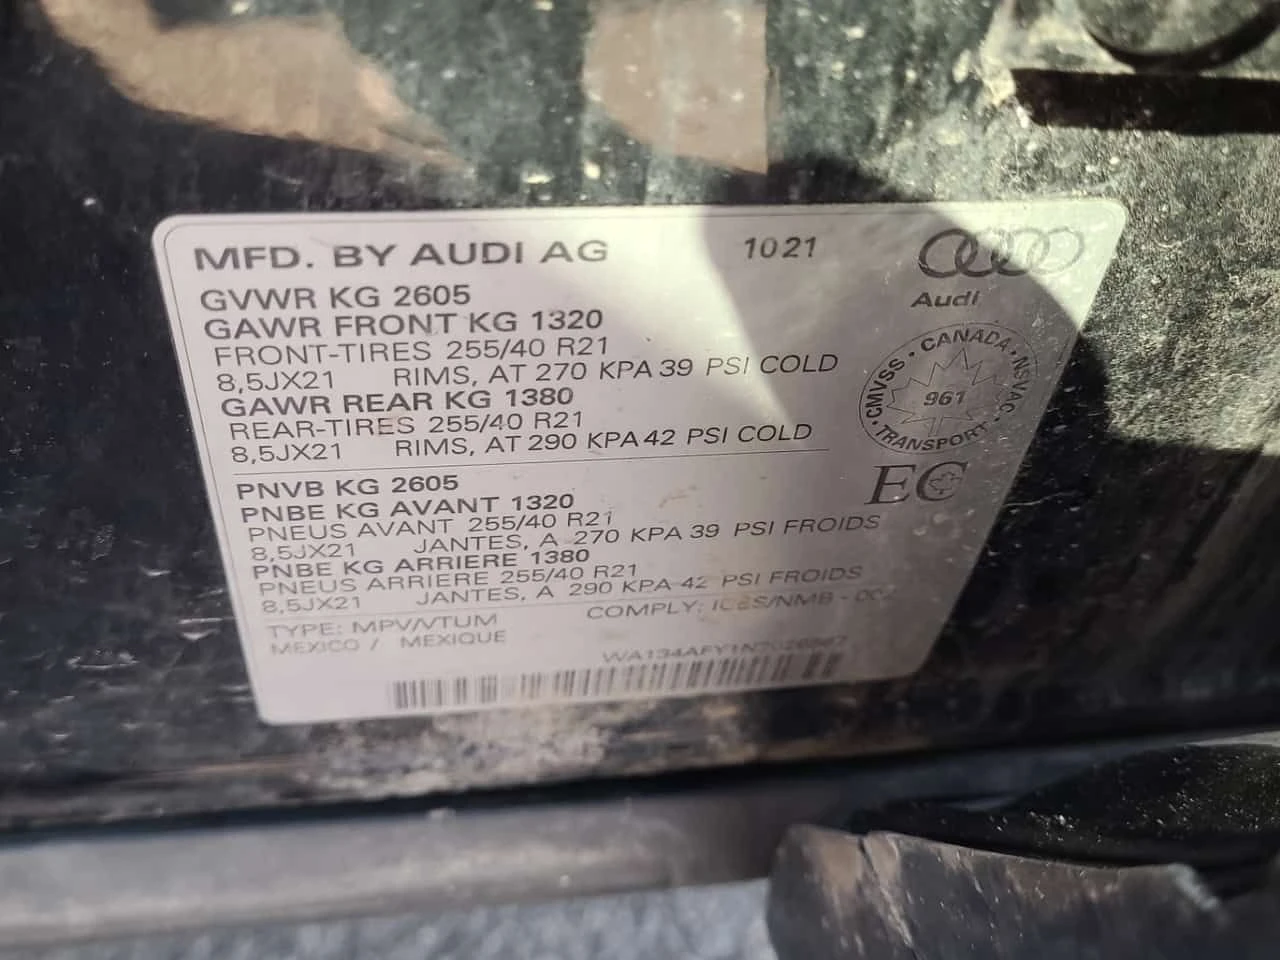 MFD. BY AUDI AG 1021
Audi
GVWR KG 2605
GAWR FRONT KG 1320
FRONT-TIRES 255/40 R21
8,5JX21 RIMS, AT 270 KPA 39 PSI COLD
GAWR REAR KG 1380
REAR-TIRES 255/40 R21
8,5JX21 RIMS, AT 290 KPA 42 PSI COLD
CANADA · NSVAC · TRANSPORT · CMVSS ·
961
EC
PNVB KG 2605
PNBE KG AVANT 1320
PNEUS AVANT 255/40 R21
8,5JX21 JANTES, A 270 KPA 39 PSI FROIDS
PNBE KG ARRIERE 1380
PNEUS ARRIERE 255/40 R21
8,5JX21 JANTES, A 290 KPA 42 PSI FROIDS
TYPE: MPV/VTUM COMPLY:
MEXICO / MEXIQUE